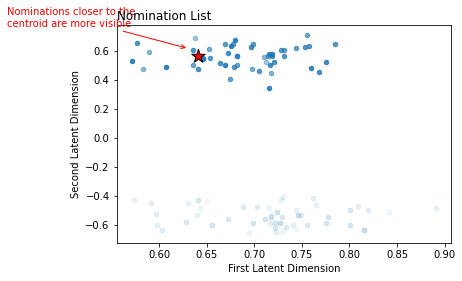 Nominations closer to the
centroid are more visible
Nomination List
Second Latent Dimension
0.6
0.4
0.2
0.0
−0.2
−0.4
−0.6
0.60
0.65
0.70
0.75
0.80
0.85
0.90
First Latent Dimension